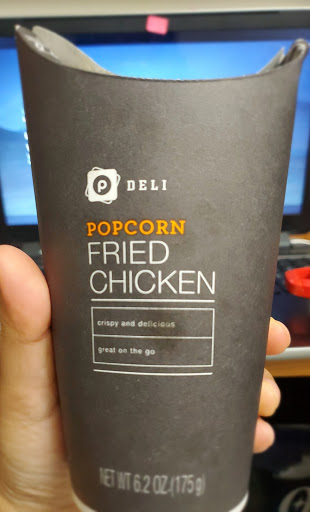 P DELI
POPCORN
FRIED
CHICKEN
crispy and delicious
great on the go
NET WT 6.2 OZ-(175g)